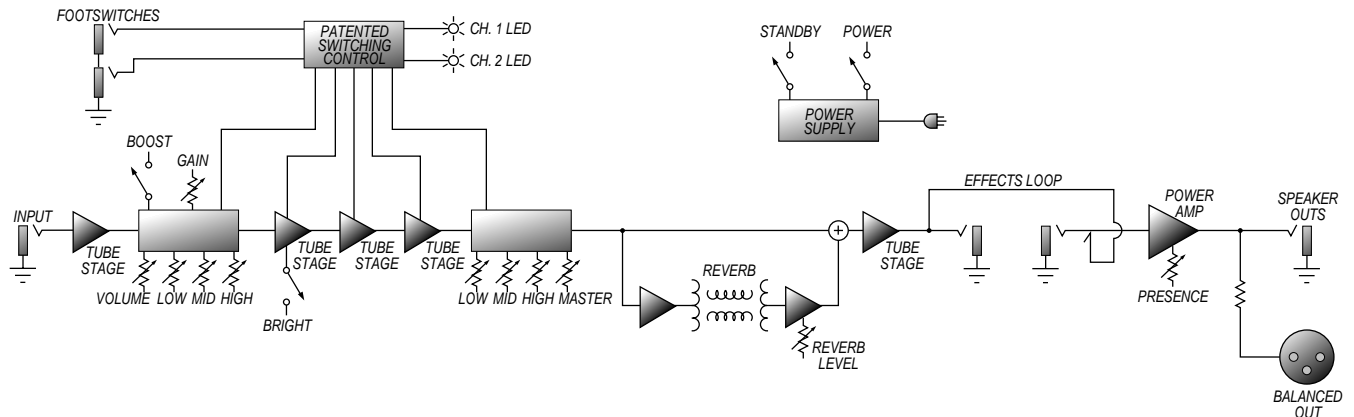 FOOTSWITCHES
PATENTED
SWITCHING
CONTROL
CH. 1 LED
CH. 2 LED
STANDBY
POWER
POWER
SUPPLY
BOOST
GAIN
INPUT
TUBE
STAGE
VOLUME
LOW
MID
HIGH
TUBE
STAGE
BRIGHT
TUBE
STAGE
TUBE
STAGE
LOW
MID
HIGH
MASTER
REVERB
REVERB
LEVEL
TUBE
STAGE
EFFECTS LOOP
POWER
AMP
PRESENCE
SPEAKER
OUTS
BALANCED
OUT